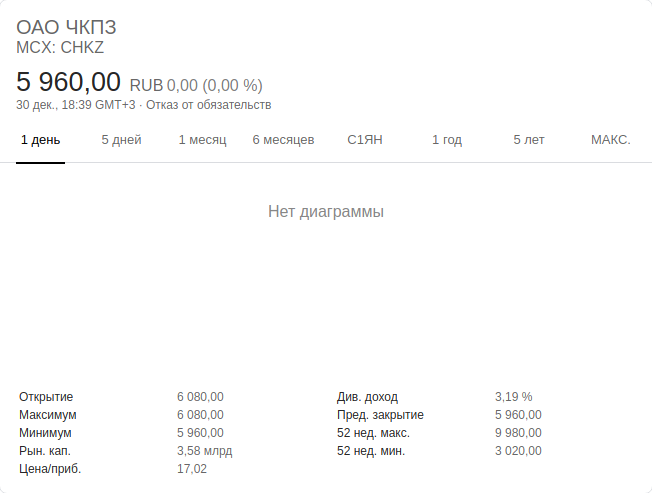 ОАО ЧКПЗ
MCX: CHKZ
5 960,00 RUB 0,00 (0,00 %)
30 дек., 18:39 GMT+3 · Отказ от обязательств
1 день 5 дней 1 месяц 6 месяцев С1ЯН 1 год 5 лет МАКС.
Нет диаграммы
Открытие 6 080,00 Див. доход 3,19 %
Максимум 6 080,00 Пред. закрытие 5 960,00
Минимум 5 960,00 52 нед. макс. 9 980,00
Рын. кап. 3,58 млрд 52 нед. мин. 3 020,00
Цена/приб. 17,02